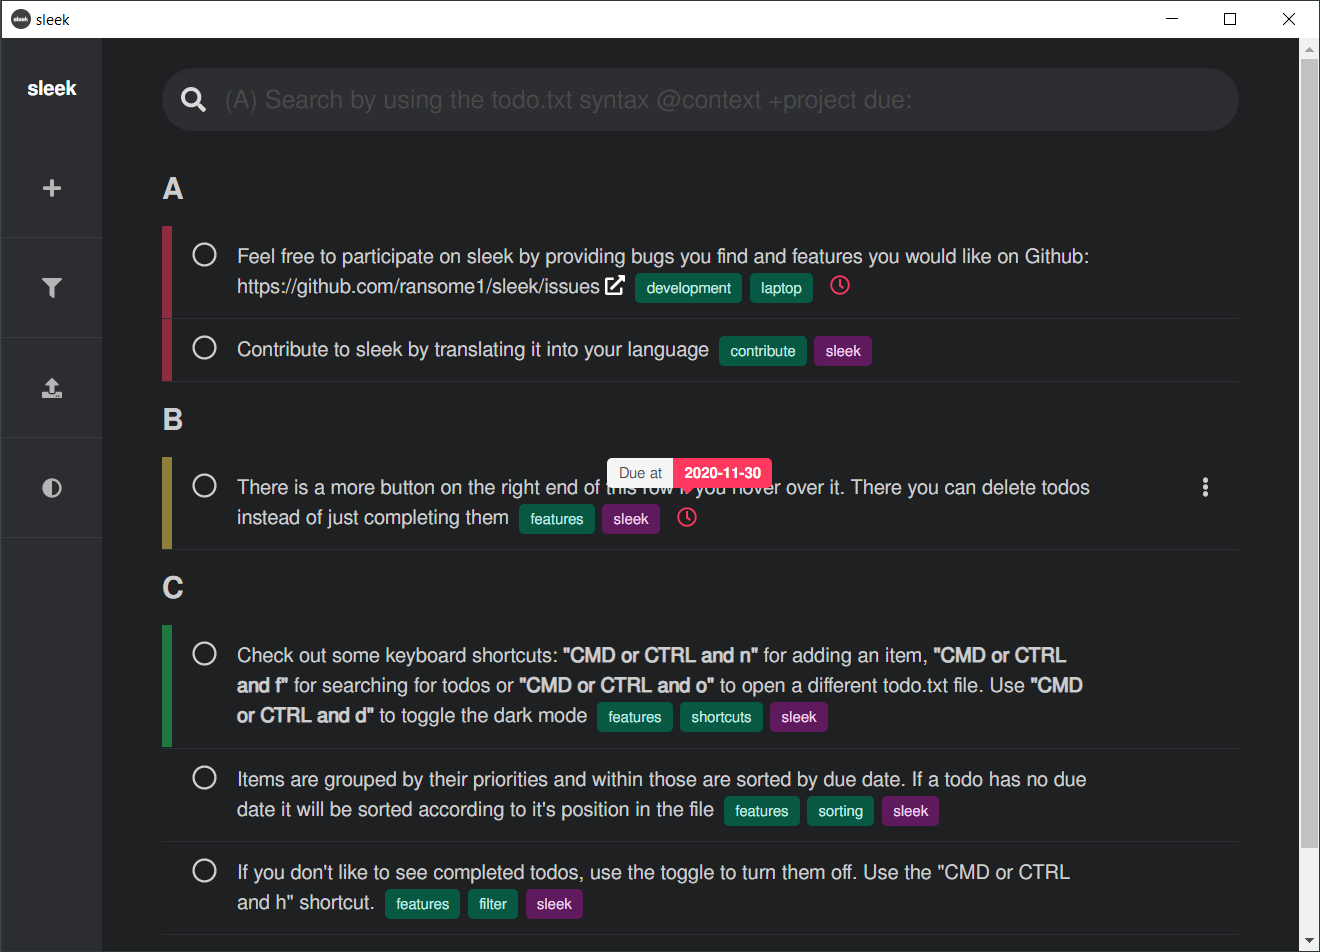 sleek
sleek
(A) Search by using the todo.txt syntax @context +project due:
A
Feel free to participate on sleek by providing bugs you find and features you would like on Github:
https://github.com/ransome1/sleek/issues development laptop
Contribute to sleek by translating it into your language contribute sleek
B
Due at 2020-11-30
There is a more button on the right end of this row if you hover over it. There you can delete todos
instead of just completing them features sleek
C
Check out some keyboard shortcuts: "CMD or CTRL and n" for adding an item, "CMD or CTRL
and f" for searching for todos or "CMD or CTRL and o" to open a different todo.txt file. Use "CMD
or CTRL and d" to toggle the dark mode features shortcuts sleek
Items are grouped by their priorities and within those are sorted by due date. If a todo has no due
date it will be sorted according to it's position in the file features sorting sleek
If you don't like to see completed todos, use the toggle to turn them off. Use the "CMD or CTRL
and h" shortcut. features filter sleek